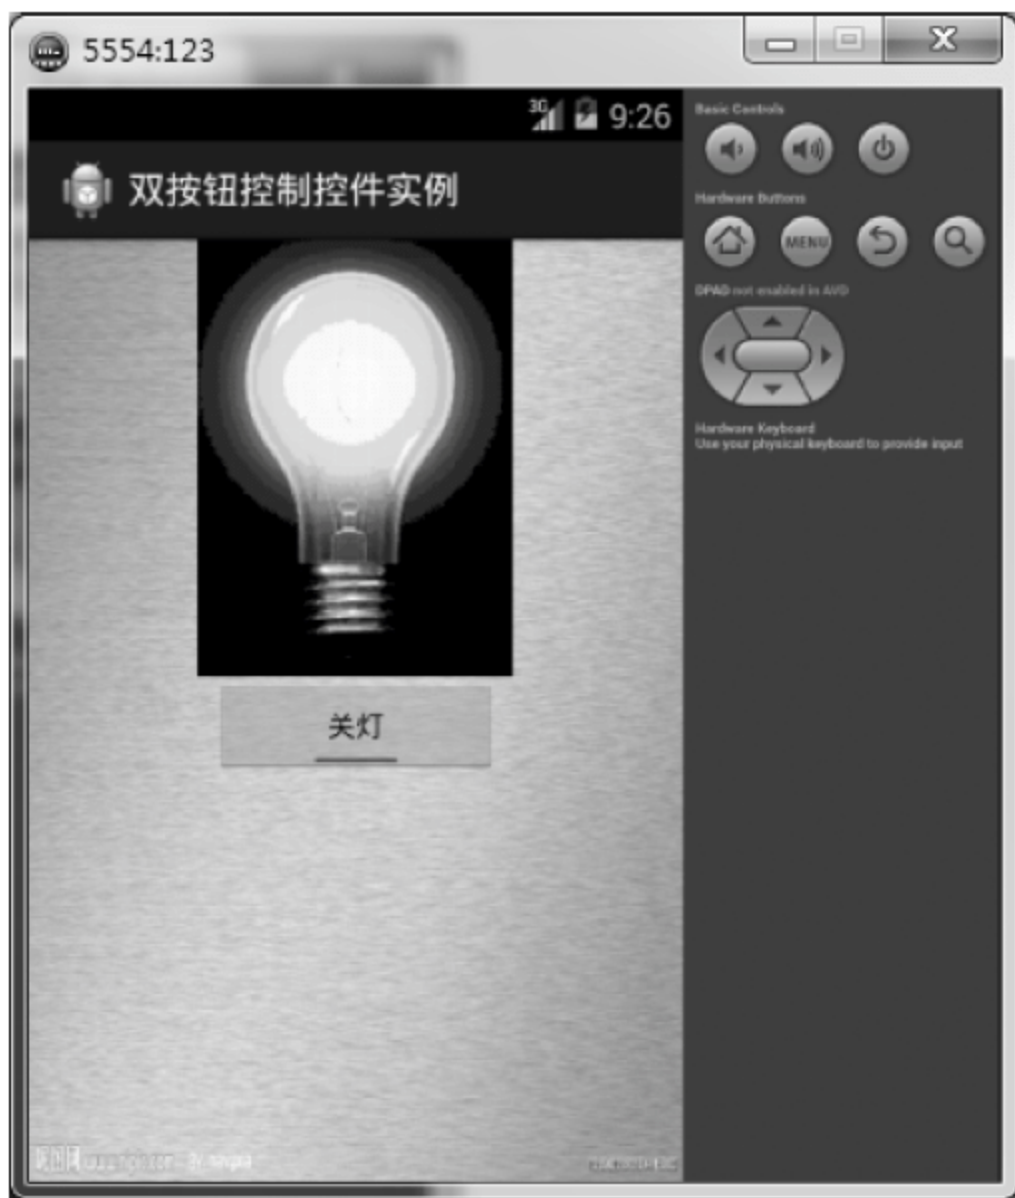 5554:123
3G 9:26
双按钮控制控件实例
Basic Controls
Hardware Buttons
MENU
DPAD not enabled in AVD
Hardware Keyboard
Use your physical keyboard to provide input
关灯